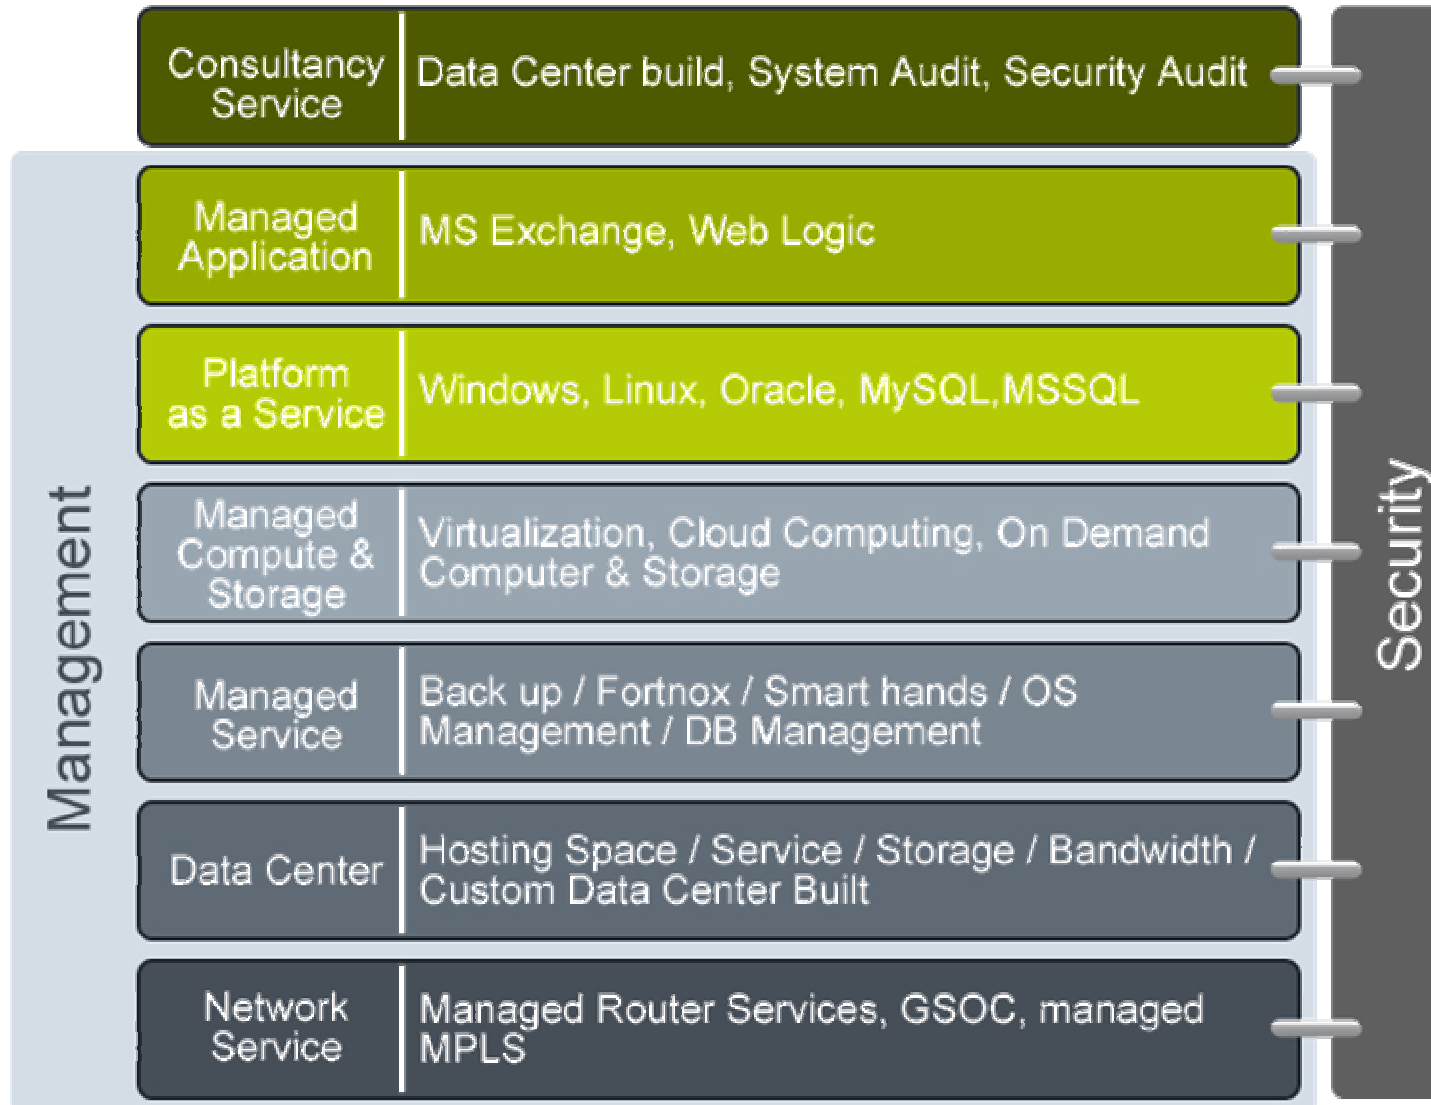 Consultancy
Service
Data Center build, System Audit, Security Audit
Managed
Application
MS Exchange, Web Logic
Platform
as a Service
Windows, Linux, Oracle, MySQL,MSSQL
Managed
Compute &
Storage
Virtualization, Cloud Computing, On Demand
Computer & Storage
Managed
Service
Back up / Fortnox / Smart hands / OS
Management / DB Management
Data Center
Hosting Space / Service / Storage / Bandwidth /
Custom Data Center Built
Network
Service
Managed Router Services, GSOC, managed
MPLS
Management
Security